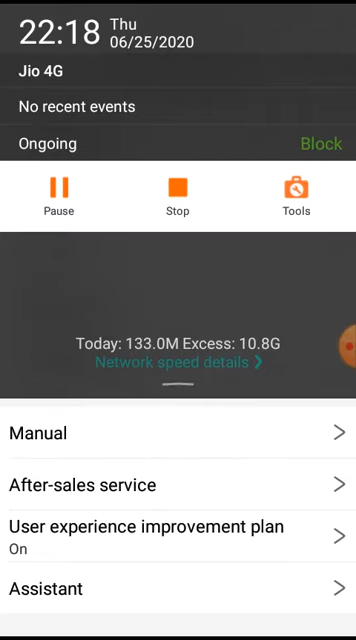 22:18
Thu
06/25/2020
Jio 4G
No recent events
Ongoing
Block
Pause
Stop
Tools
Today: 133.0M Excess: 10.8G
Network speed details ❯
Manual
After-sales service
User experience improvement plan
On
Assistant